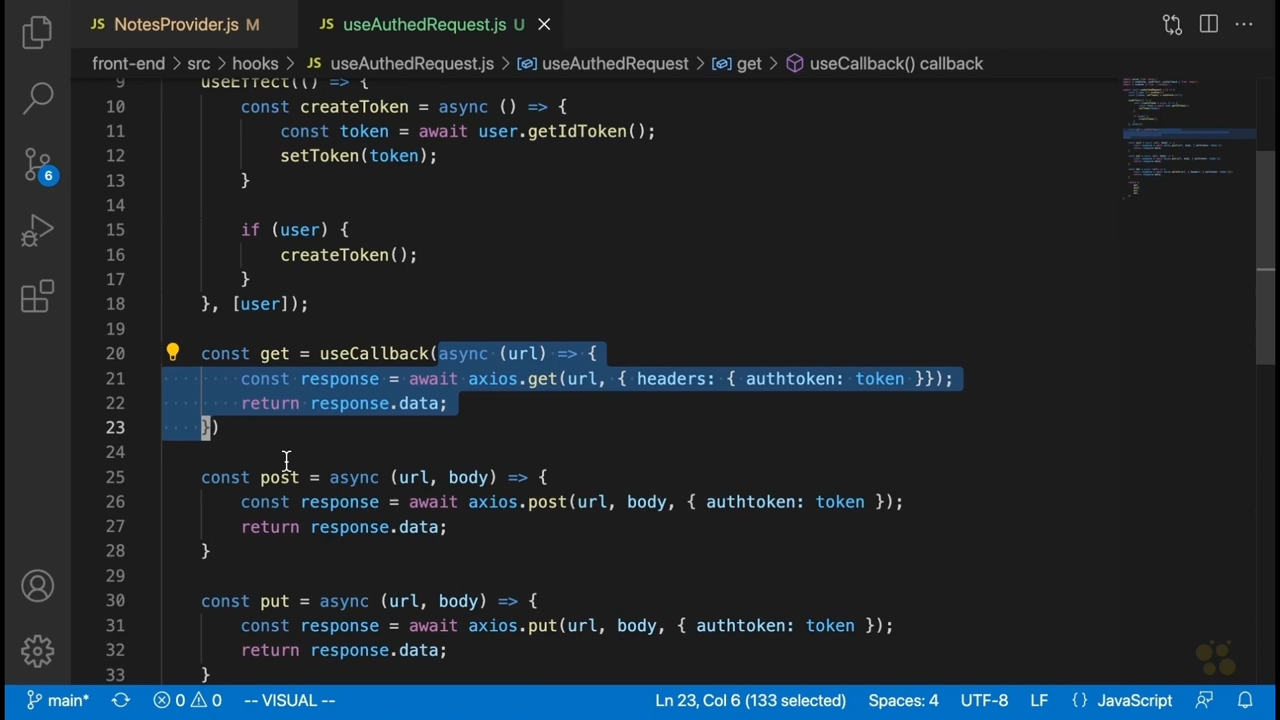 JS NotesProvider.js M JS useAuthedRequest.js U
front-end > src > hooks > JS useAuthedRequest.js > useAuthedRequest > get > useCallback() callback
9 useEffect(() => {
10 const createToken = async () => {
11 const token = await user.getIdToken();
12 setToken(token);
13 }
14
15 if (user) {
16 createToken();
17 }
18 }, [user]);
19
20 const get = useCallback(async (url) => {
21 const response = await axios.get(url, { headers: { authtoken: token }});
22 return response.data;
23 })
24
25 const post = async (url, body) => {
26 const response = await axios.post(url, body, { authtoken: token });
27 return response.data;
28 }
29
30 const put = async (url, body) => {
31 const response = await axios.put(url, body, { authtoken: token });
32 return response.data;
33 }
6
main* 0 0 -- VISUAL -- Ln 23, Col 6 (133 selected) Spaces: 4 UTF-8 LF {} JavaScript